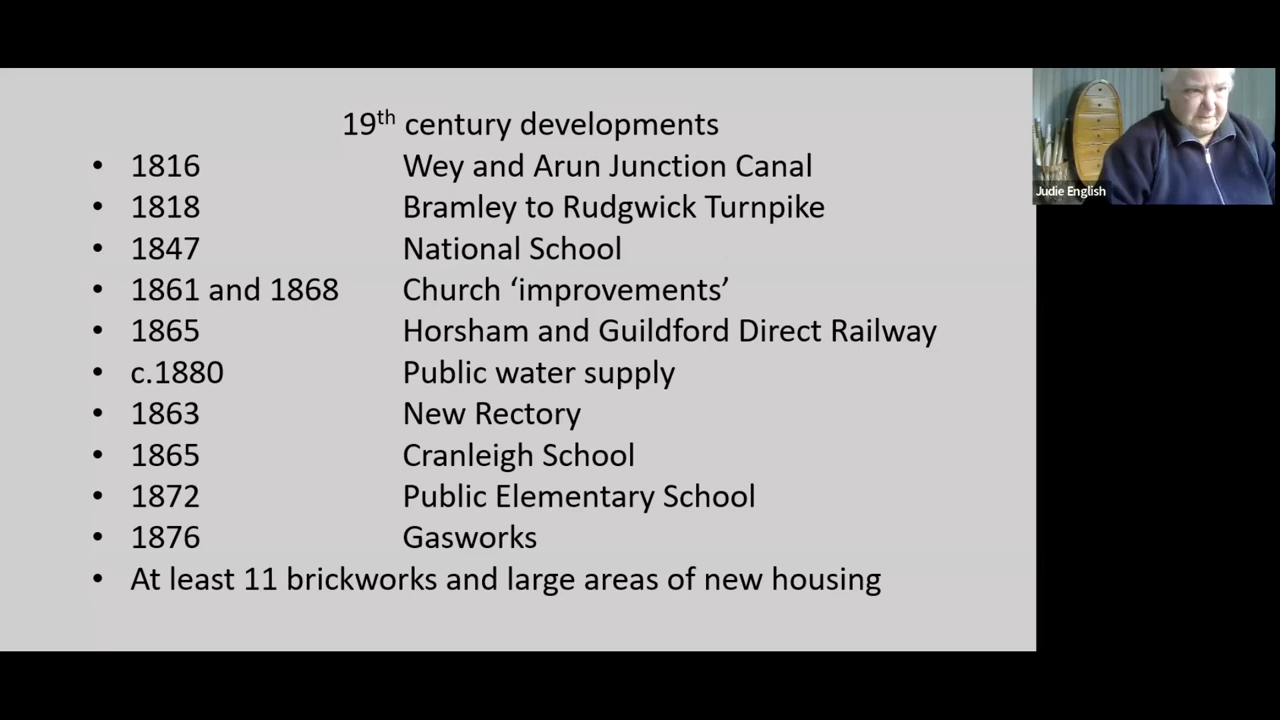 19th century developments
• 1816 Wey and Arun Junction Canal
• 1818 Bramley to Rudgwick Turnpike
• 1847 National School
• 1861 and 1868 Church ‘improvements’
• 1865 Horsham and Guildford Direct Railway
• c.1880 Public water supply
• 1863 New Rectory
• 1865 Cranleigh School
• 1872 Public Elementary School
• 1876 Gasworks
• At least 11 brickworks and large areas of new housing
Judie English